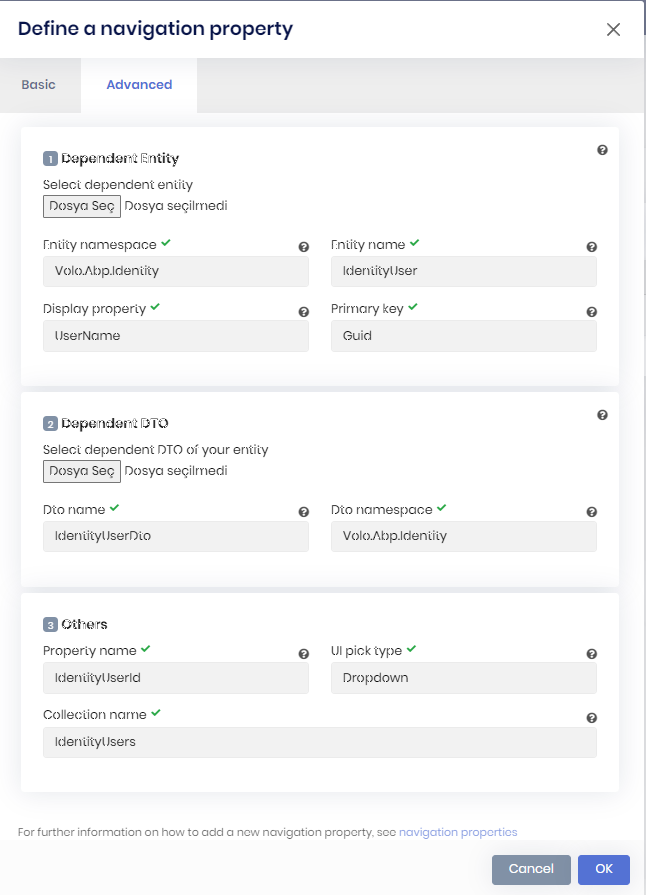 Define a navigation property
Basic
Advanced
1 Dependent Entity
Select dependent entity
Dosya Seç Dosya seçilmedi
Entity namespace
Entity name
Volo.Abp.Identity
IdentityUser
Display property
Primary key
UserName
Guid
2 Dependent DTO
Select dependent DTO of your entity
Dosya Seç Dosya seçilmedi
Dto name
Dto namespace
IdentityUserDto
Volo.Abp.Identity
3 Others
Property name
UI pick type
IdentityUserId
Dropdown
Collection name
IdentityUsers
For further information on how to add a new navigation property, see navigation properties
Cancel
OK